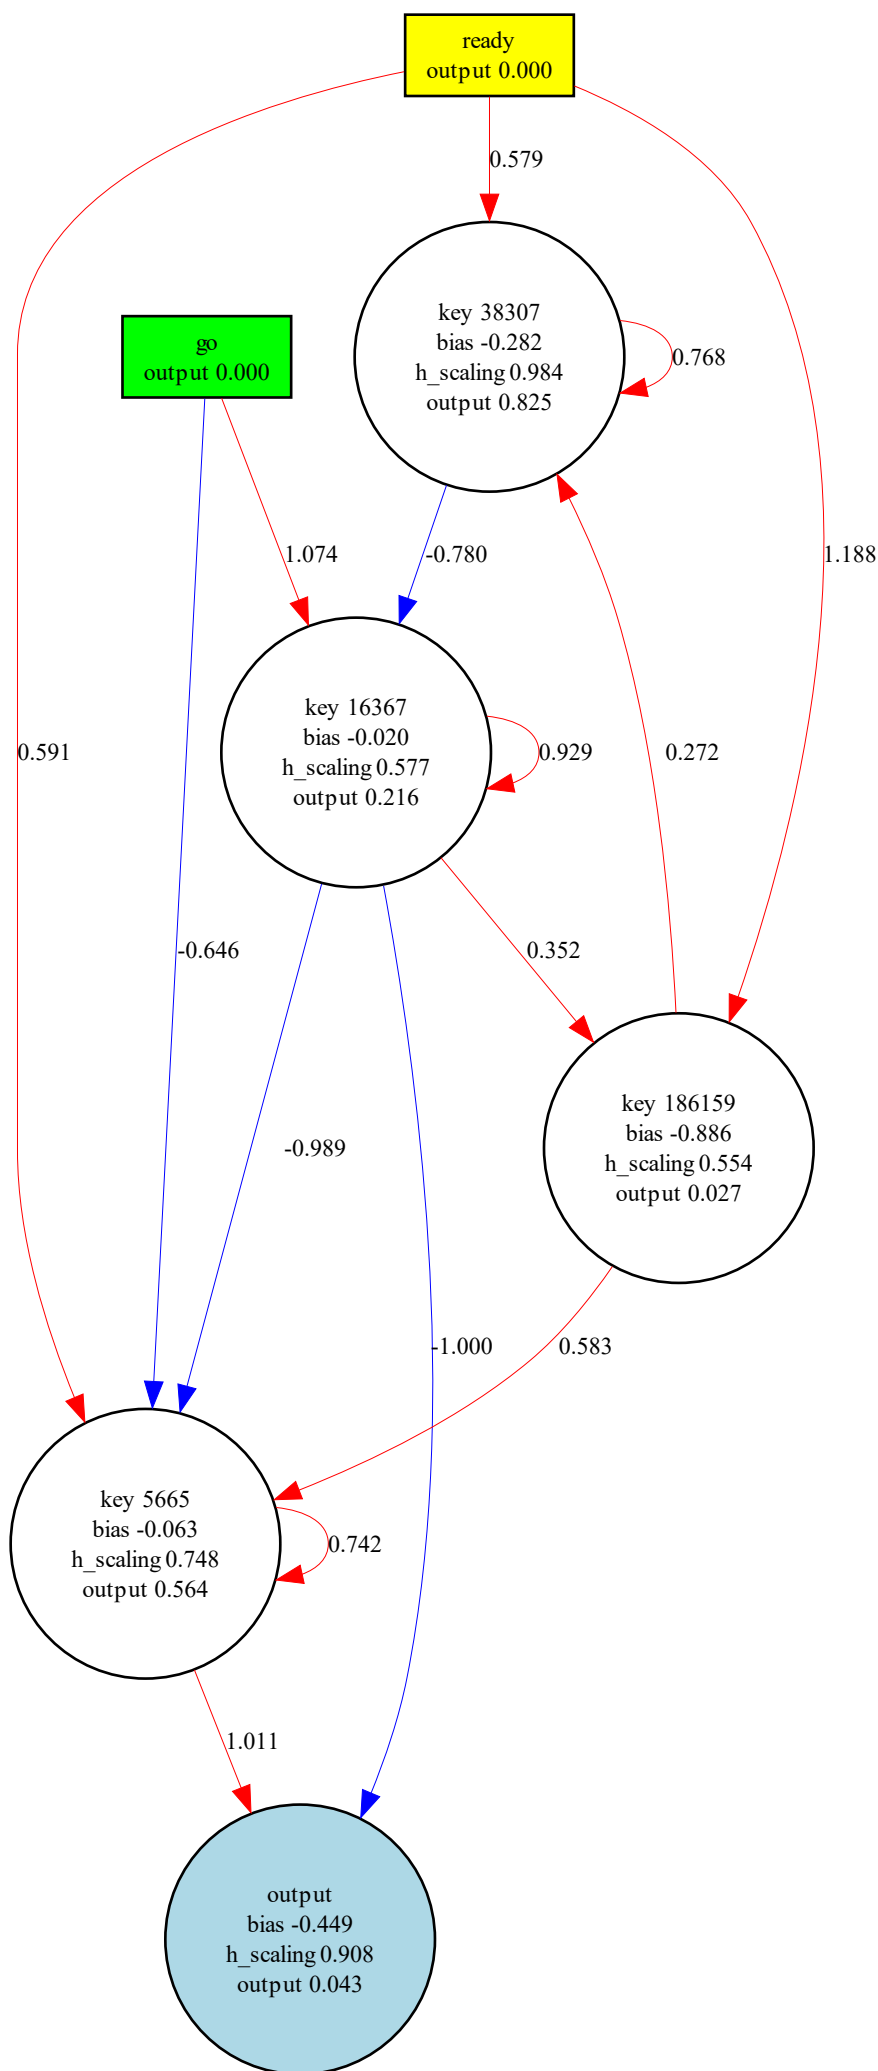 ready
output 0.000
0.579
key 38307
bias -0.282
h_scaling 0.984
output 0.825
0.768
go
output 0.000
1.074
-0.780
1.188
key 16367
bias -0.020
h_scaling 0.577
output 0.216
0.929
0.272
0.591
-0.646
0.352
key 186159
bias -0.886
h_scaling 0.554
output 0.027
-0.989
-1.000
0.583
key 5665
bias -0.063
h_scaling 0.748
output 0.564
0.742
1.011
output
bias -0.449
h_scaling 0.908
output 0.043